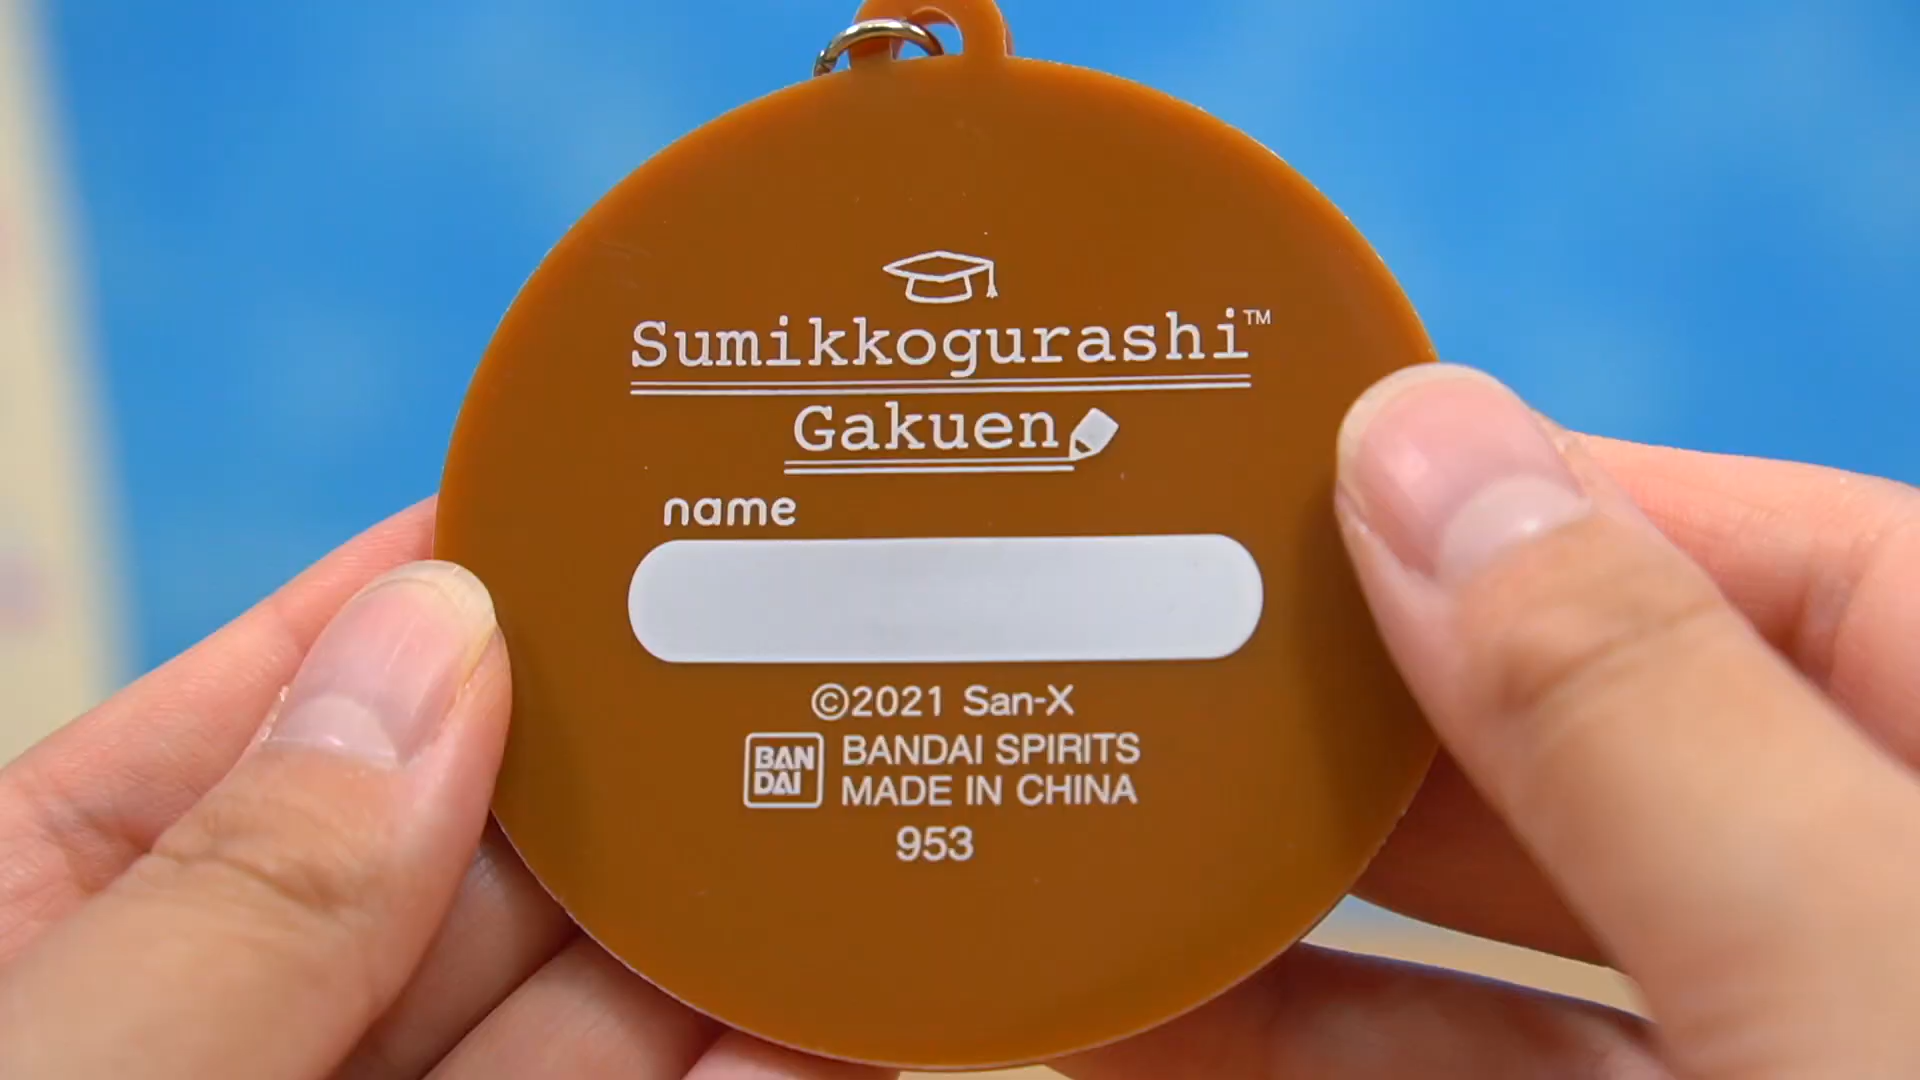 Sumikkogurashi™
Gakuen
name
©2021 San-X
BAN
DAI
BANDAI SPIRITS
MADE IN CHINA
953